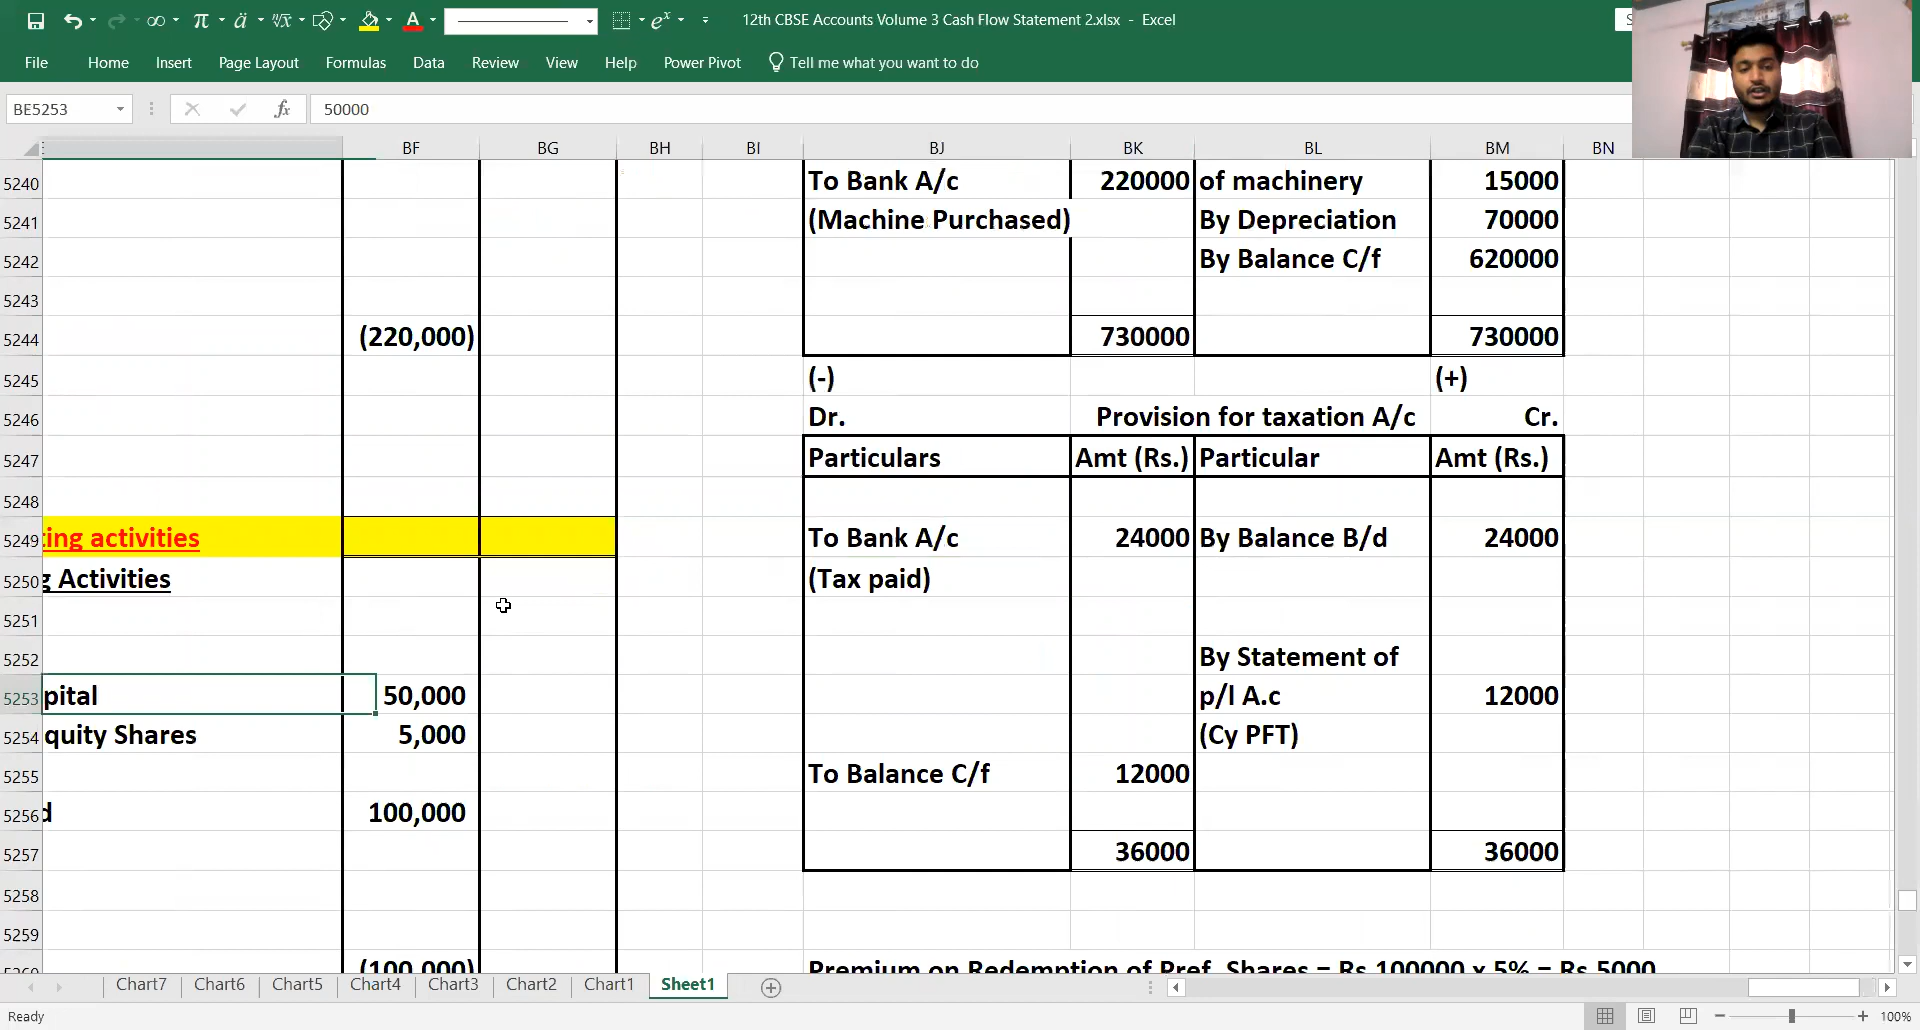 12th CBSE Accounts Volume 3 Cash Flow Statement 2.xlsx - Excel
File Home Insert Page Layout Formulas Data Review View Help Power Pivot Tell me what you want to do
BE5253 fx 50000
BF BG BH BI BJ BK BL BM BN
5240 To Bank A/c 220000 of machinery 15000
5241 (Machine Purchased) By Depreciation 70000
5242 By Balance C/f 620000
5243
5244 (220,000) 730000 730000
5245 (-) (+)
5246 Dr. Provision for taxation A/c Cr.
5247 Particulars Amt (Rs.) Particular Amt (Rs.)
5248
5249 ting activities To Bank A/c 24000 By Balance B/d 24000
5250 g Activities (Tax paid)
5251
5252 By Statement of
5253 pital 50,000 p/l A.c 12000
5254 quity Shares 5,000 (Cy PFT)
5255 To Balance C/f 12000
5256 d 100,000
5257 36000 36000
5258
5259
5260 (100,000) Premium on Redemption of Pref. Shares = Rs 100000 x 5% = Rs 5000
Chart7 Chart6 Chart5 Chart4 Chart3 Chart2 Chart1 Sheet1
Ready 100%